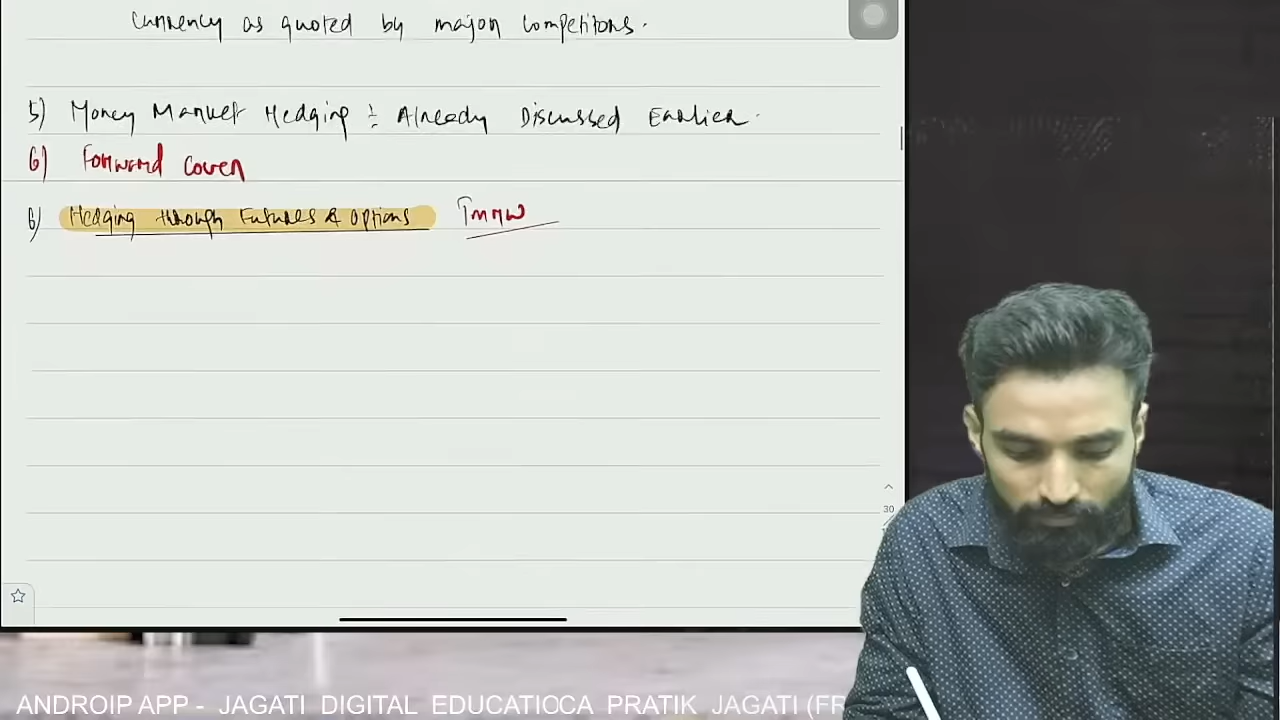 Currency as quoted by major competitors.
5) Money Market Hedging ÷ Already Discussed Earlier.
6) Forward Cover
6) Hedging through Futures & Options Tmrw
30
ANDROIP APP - JAGATI DIGITAL EDUCATIOCA PRATIK JAGATI (FR